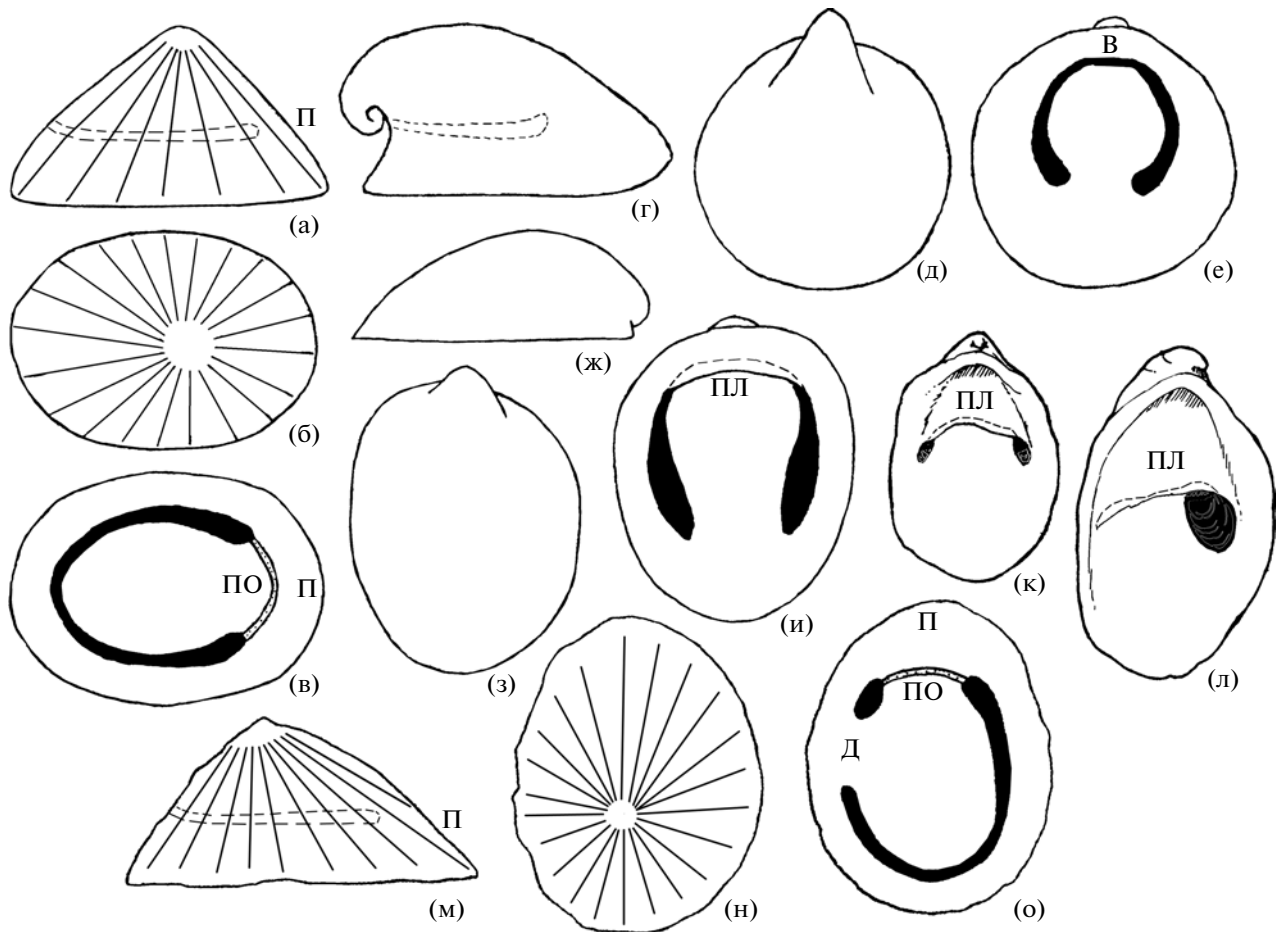 П
(а)
(г)
(д)
В
(е)
(б)
(ж)
ПЛ
(и)
ПЛ
(к)
ПЛ
(л)
ПО
П
(в)
(з)
П
(м)
(н)
П
ПО
Д
(о)